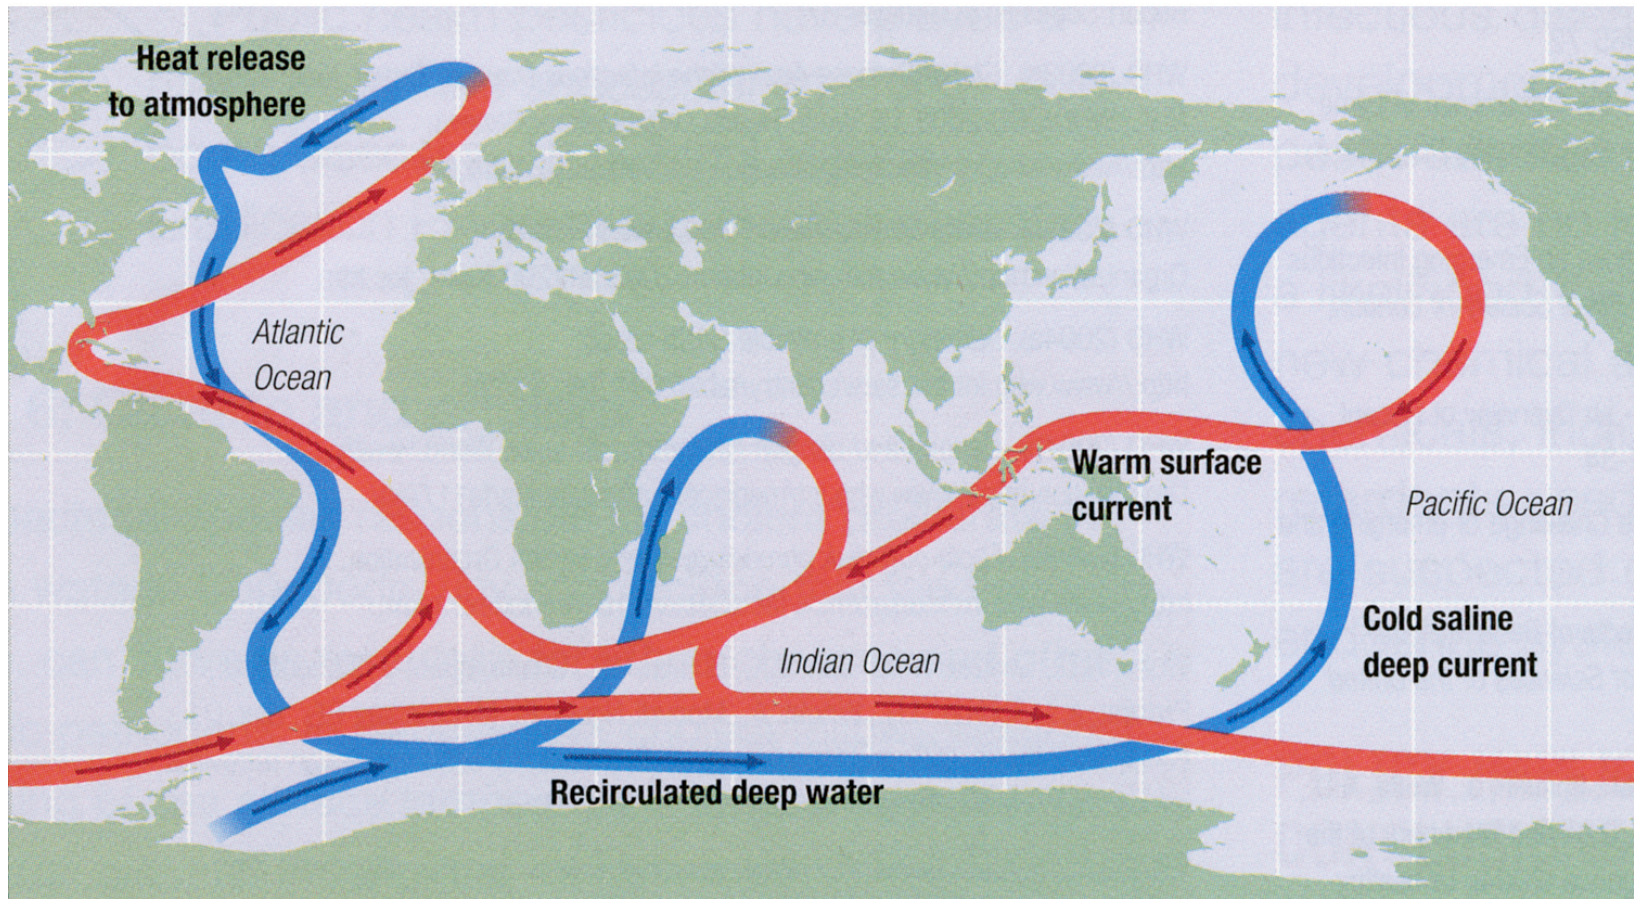 Heat release
to atmosphere
Atlantic
Ocean
Warm surface
current
Pacific Ocean
Cold saline
deep current
Indian Ocean
Recirculated deep water